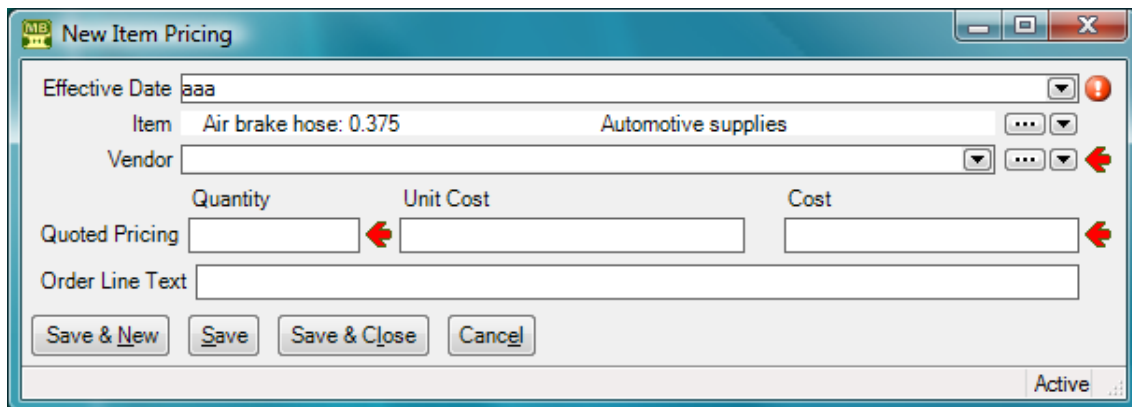 MB
New Item Pricing
Effective Date aaa
Item Air brake hose: 0.375 Automotive supplies
Vendor
Quantity Unit Cost Cost
Quoted Pricing
Order Line Text
Save & New Save Save & Close Cancel
Active